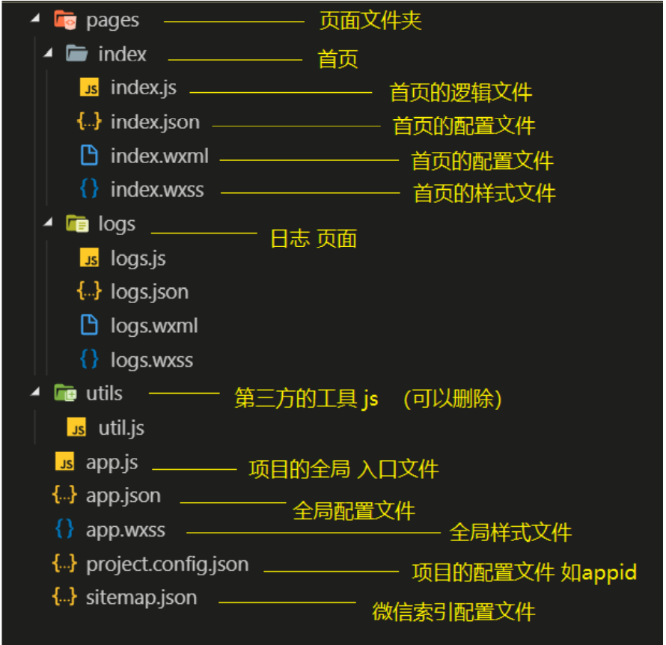 pages 页面文件夹
index 首页
JS index.js 首页的逻辑文件
{..} index.json 首页的配置文件
index.wxml 首页的配置文件
{} index.wxss 首页的样式文件
logs 日志 页面
JS logs.js
{..} logs.json
logs.wxml
{} logs.wxss
utils 第三方的工具 js （可以删除）
JS util.js
JS app.js 项目的全局 入口文件
{..} app.json 全局配置文件
{} app.wxss 全局样式文件
{..} project.config.json 项目的配置文件 如appid
{..} sitemap.json 微信索引配置文件